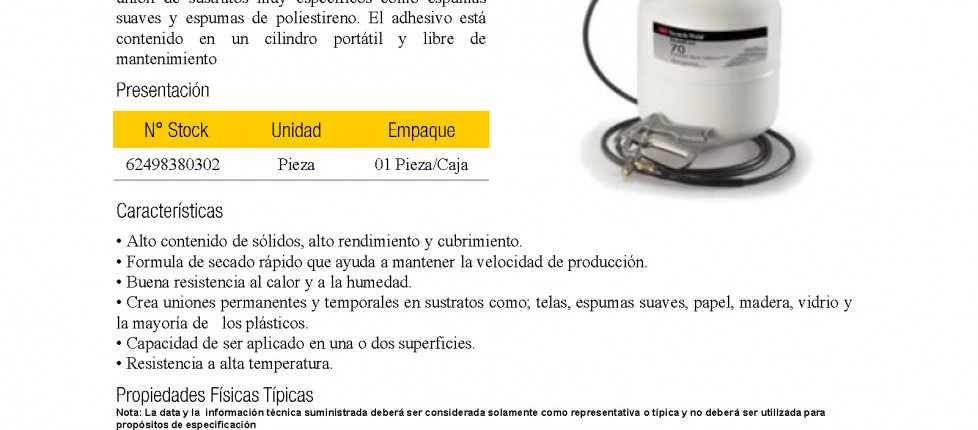 unión de sustratos muy específicos como espumas
suaves y espumas de poliestireno. El adhesivo está
contenido en un cilindro portátil y libre de
mantenimiento
70
Presentación
N° Stock Unidad Empaque
62498380302 Pieza 01 Pieza/Caja
Características
• Alto contenido de sólidos, alto rendimiento y cubrimiento.
• Formula de secado rápido que ayuda a mantener la velocidad de producción.
• Buena resistencia al calor y a la humedad.
• Crea uniones permanentes y temporales en sustratos como; telas, espumas suaves, papel, madera, vidrio y
la mayoría de los plásticos.
• Capacidad de ser aplicado en una o dos superficies.
• Resistencia a alta temperatura.
Propiedades Físicas Típicas
Nota: La data y la información técnica suministrada deberá ser considerada solamente como representativa o típica y no deberá ser utilizada para
propósitos de especificación